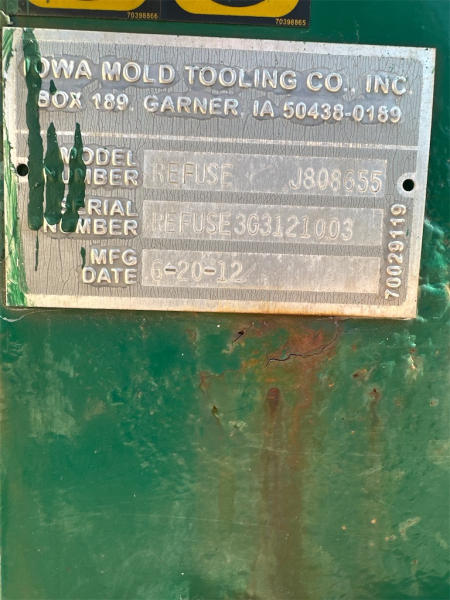 70398866
70398865
IOWA MOLD TOOLING CO., INC.
BOX 189, GARNER, IA 50438-0189
MODEL NUMBER REFUSE J808655
SERIAL NUMBER REFUSE3G3121003
MFG DATE 6-20-12
70029119